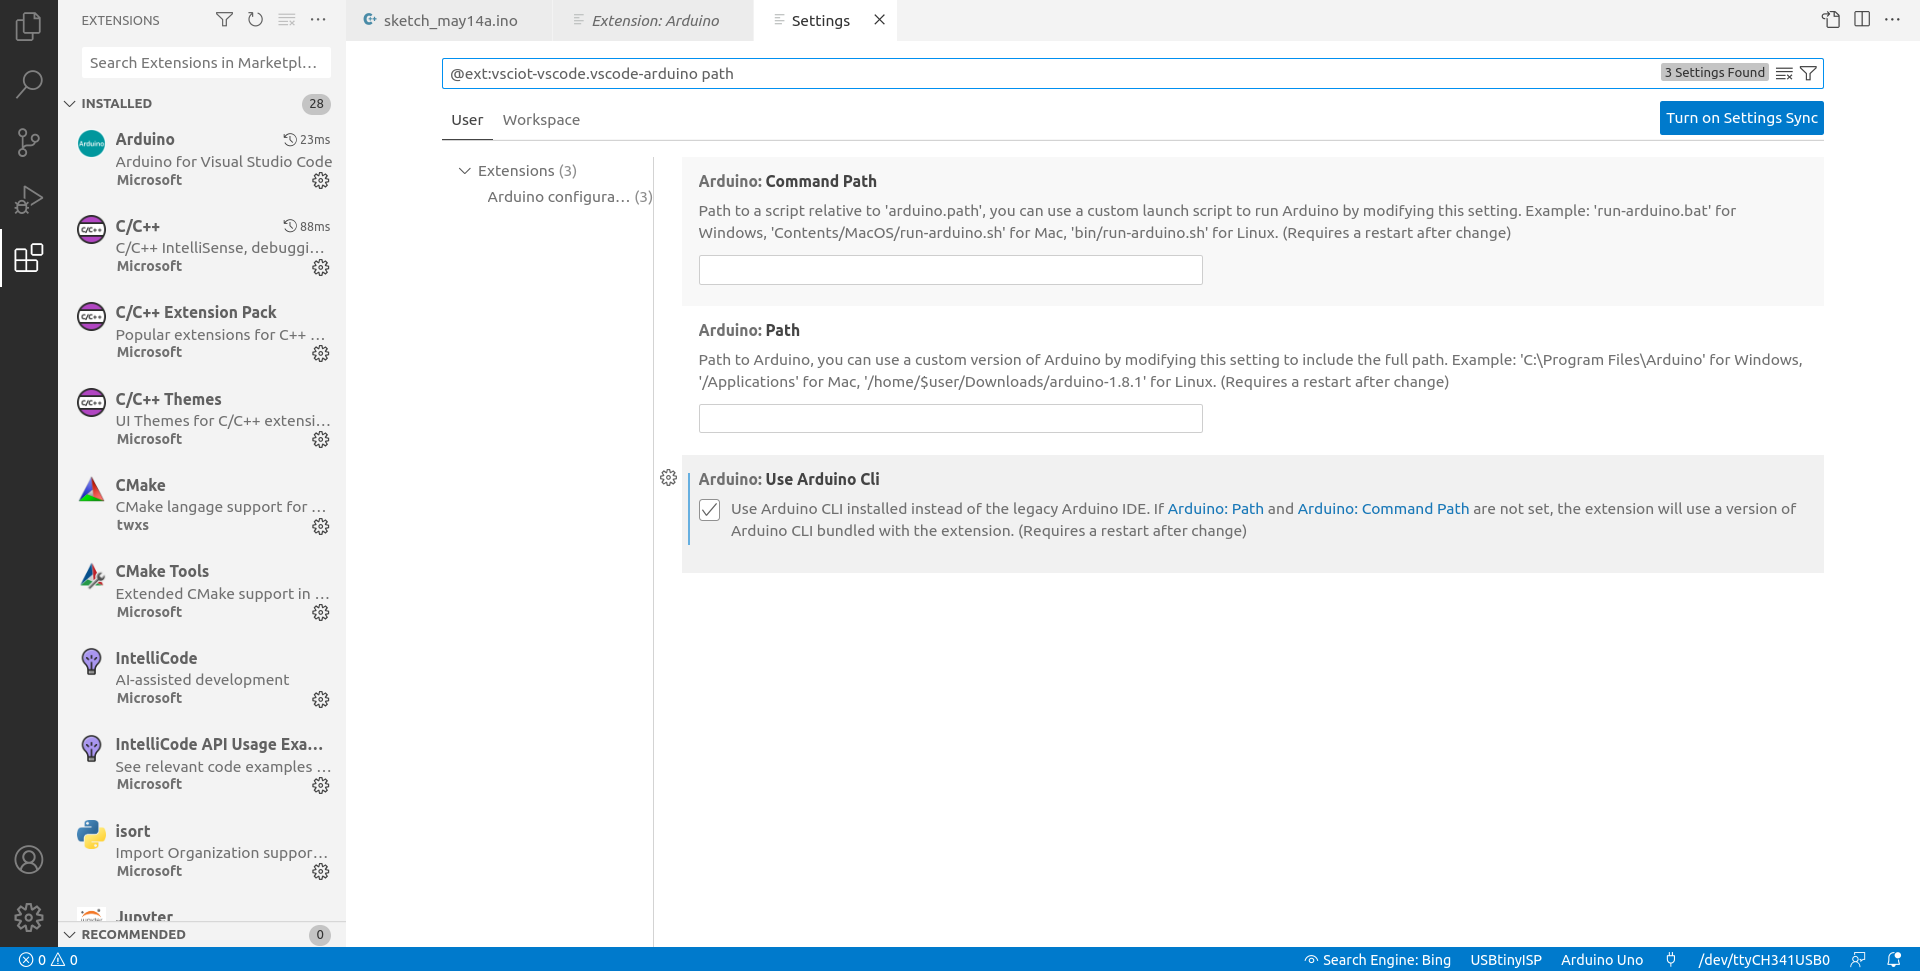 EXTENSIONS
Search Extensions in Marketpl...
INSTALLED 28
Arduino 23ms
Arduino for Visual Studio Code
Microsoft
C/C++ 88ms
C/C++ IntelliSense, debuggi...
Microsoft
C/C++ Extension Pack
Popular extensions for C++ ...
Microsoft
C/C++ Themes
UI Themes for C/C++ extensi...
Microsoft
CMake
CMake langage support for ...
twxs
CMake Tools
Extended CMake support in ...
Microsoft
IntelliCode
AI-assisted development
Microsoft
IntelliCode API Usage Exa...
See relevant code examples ...
Microsoft
isort
Import Organization suppor...
Microsoft
Jupyter
RECOMMENDED 0
sketch_may14a.ino
Extension: Arduino
Settings
@ext:vsciot-vscode.vscode-arduino path
3 Settings Found
User Workspace
Turn on Settings Sync
Extensions (3)
Arduino configura... (3)
Arduino: Command Path
Path to a script relative to 'arduino.path', you can use a custom launch script to run Arduino by modifying this setting. Example: 'run-arduino.bat' for
Windows, 'Contents/MacOS/run-arduino.sh' for Mac, 'bin/run-arduino.sh' for Linux. (Requires a restart after change)
Arduino: Path
Path to Arduino, you can use a custom version of Arduino by modifying this setting to include the full path. Example: 'C:\Program Files\Arduino' for Windows,
'/Applications' for Mac, '/home/$user/Downloads/arduino-1.8.1' for Linux. (Requires a restart after change)
Arduino: Use Arduino Cli
Use Arduino CLI installed instead of the legacy Arduino IDE. If Arduino: Path and Arduino: Command Path are not set, the extension will use a version of
Arduino CLI bundled with the extension. (Requires a restart after change)
0 0
Search Engine: Bing USBtinyISP Arduino Uno /dev/ttyCH341USB0